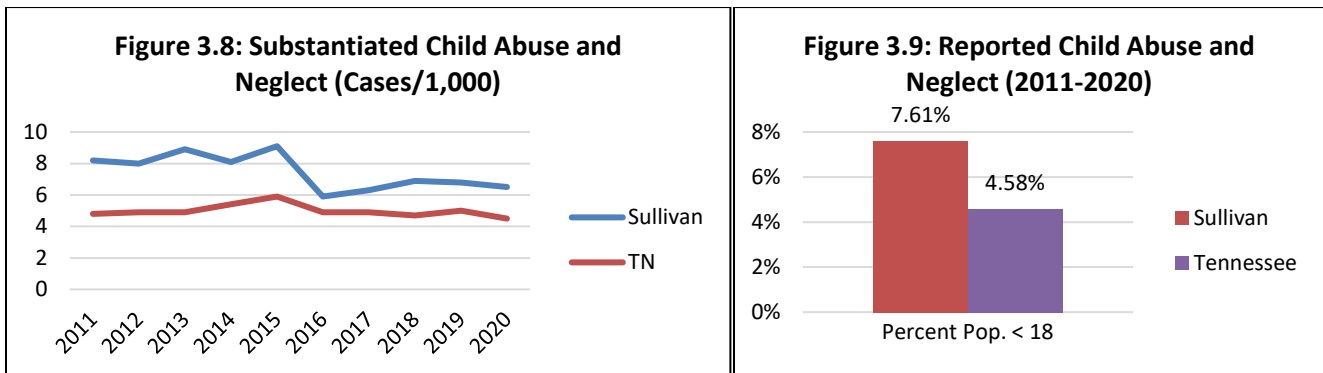 Figure 3.8: Substantiated Child Abuse and
Neglect (Cases/1,000)
10
8
6
4
2
0
2011
2012
2013
2014
2015
2016
2017
2018
2019
2020
Sullivan
TN
Figure 3.9: Reported Child Abuse and
Neglect (2011-2020)
7.61%
4.58%
8%
6%
4%
2%
0%
Percent Pop. < 18
Sullivan
Tennessee